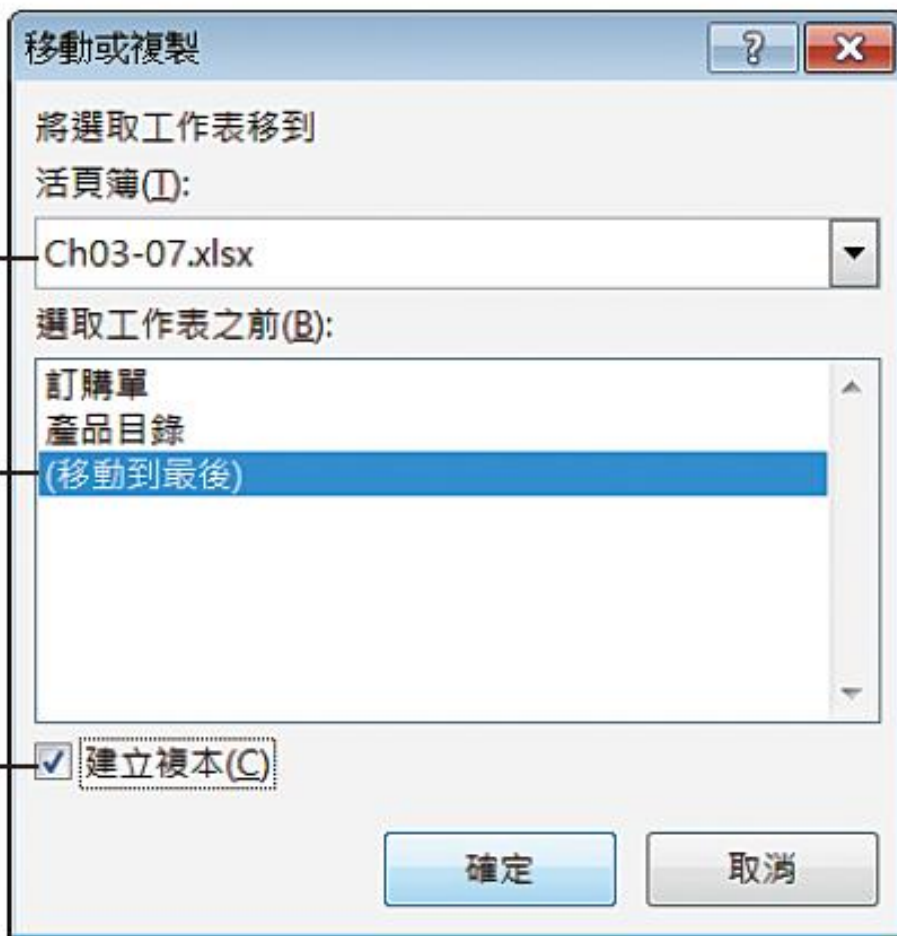 移動或複製
將選取工作表移到
活頁簿(T):
Ch03-07.xlsx
選取工作表之前(B):
訂購單
產品目錄
(移動到最後)
建立複本(C)
確定 取消